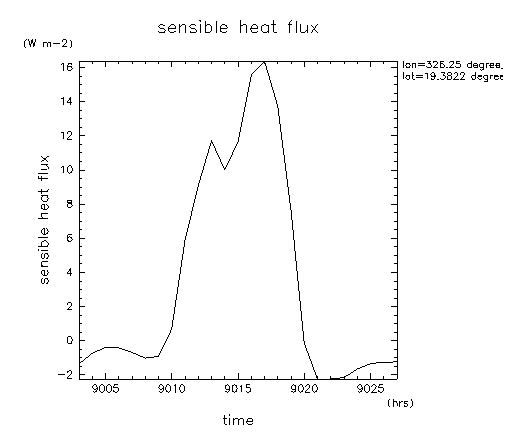 sensible heat flux
(W m-2)
lon=326.25 degree.
lat=19.3822 degree
16
14
12
10
8
6
4
2
0
-2
sensible heat flux
9005 9010 9015 9020 9025
(hrs)
time